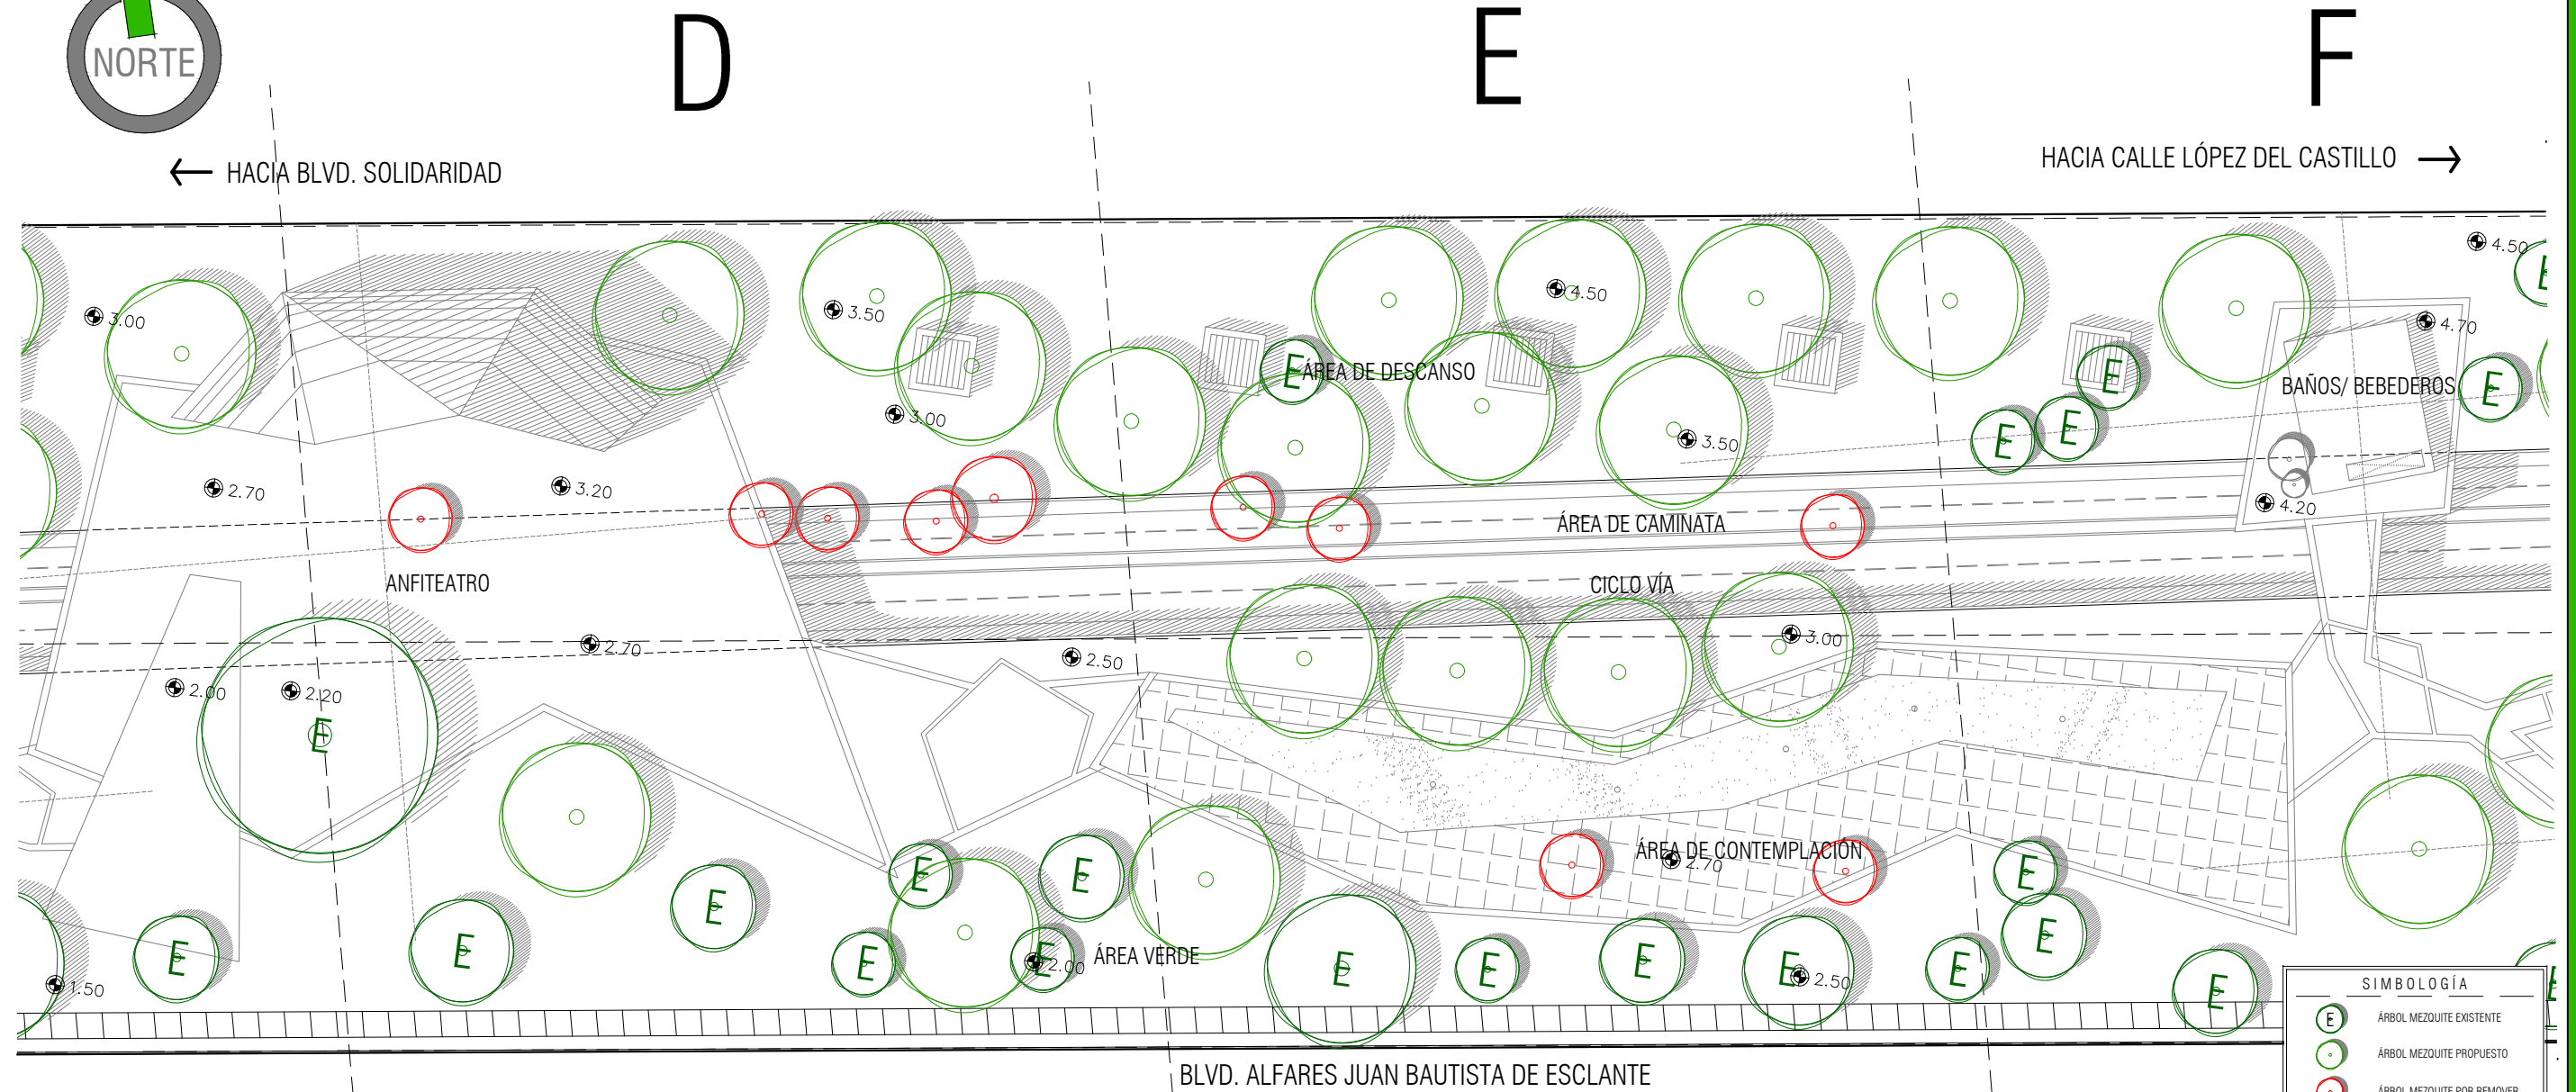 D
E
F
NORTE
HACIA BLVD. SOLIDARIDAD
HACIA CALLE LÓPEZ DEL CASTILLO
4.50
E
4.50
3.00
3.50
4.70
E
ÁREA DE DESCANSO
E
BAÑOS/ BEBEDEROS
E
3.00
E
E
3.50
2.70
3.20
4.20
ÁREA DE CAMINATA
ANFITEATRO
CICLO VÍA
3.00
2.70
2.50
2.00
2.20
E
ÁREA DE CONTEMPLACIÓN
2.70
E
E
E
E
E
E
E
E
E
2.00
ÁREA VERDE
E
E
E
E
2.50
E
E
E
1.50
SIMBOLOGÍA
E
ÁRBOL MEZQUITE EXISTENTE
ÁRBOL MEZQUITE PROPUESTO
ÁRBOL MEZQUITE POR REMOVER
BLVD. ALFARES JUAN BAUTISTA DE ESCLANTE